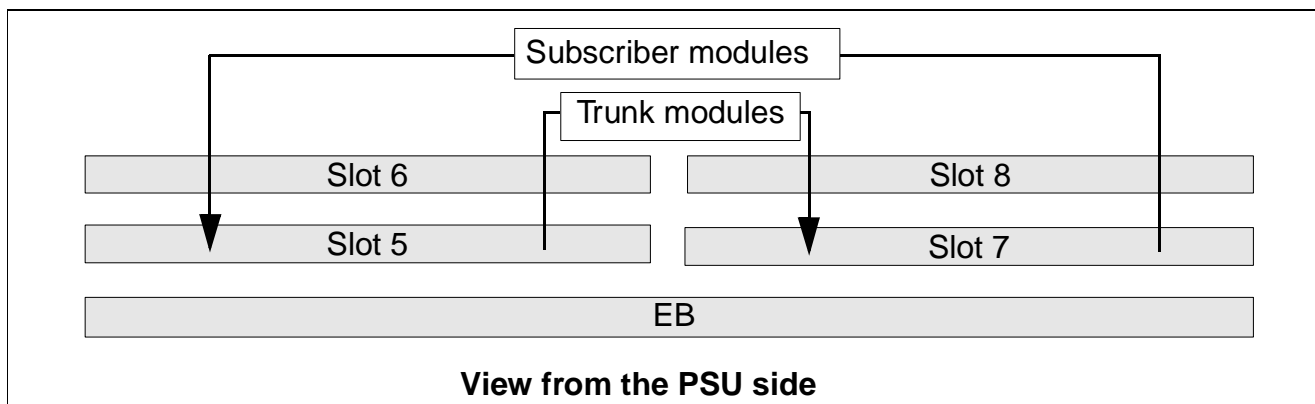 Subscriber modules
Trunk modules
Slot 6
Slot 8
Slot 5
Slot 7
EB
View from the PSU side